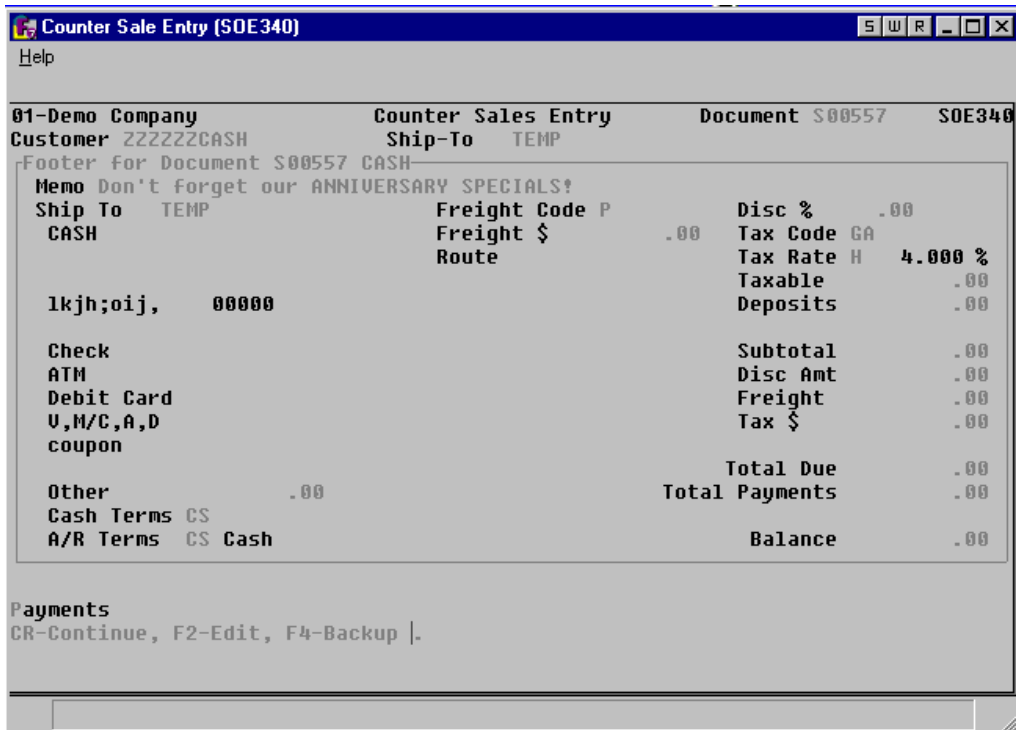 Counter Sale Entry (SOE340) S W R
Help
01-Demo Company Counter Sales Entry Document S00557 SOE340
Customer ZZZZZZCASH Ship-To TEMP
Footer for Document S00557 CASH
Memo Don't forget our ANNIVERSARY SPECIALS!
Ship To TEMP Freight Code P Disc % .00
CASH Freight $ .00 Tax Code GA
Route Tax Rate H 4.000 %
Taxable .00
lkjh;oij, 00000 Deposits .00
Check Subtotal .00
ATM Disc Amt .00
Debit Card Freight .00
V,M/C,A,D Tax $ .00
coupon
Total Due .00
Other .00 Total Payments .00
Cash Terms CS
A/R Terms CS Cash Balance .00
Payments
CR-Continue, F2-Edit, F4-Backup .